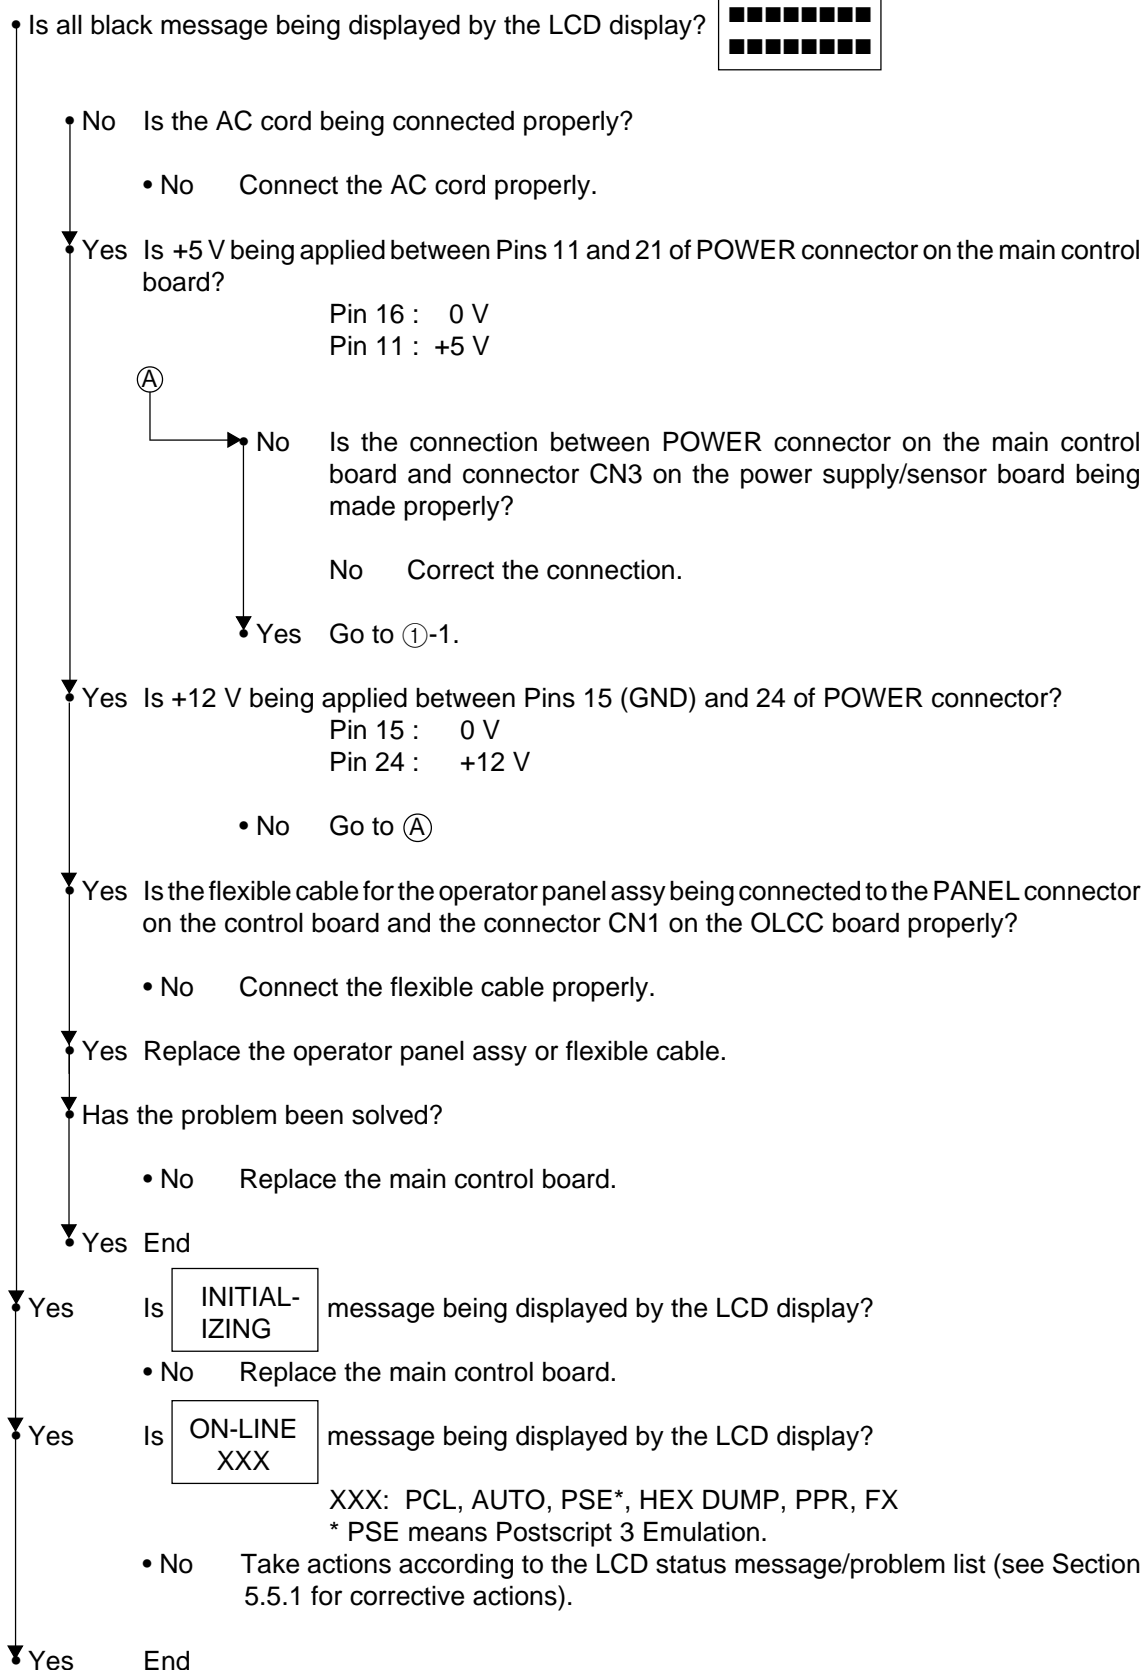 • Is all black message being displayed by the LCD display? ■■■■■■■■
■■■■■■■■
• No Is the AC cord being connected properly?
• No Connect the AC cord properly.
• Yes Is +5 V being applied between Pins 11 and 21 of POWER connector on the main control
board?
Pin 16 : 0 V
Pin 11 : +5 V
Ⓐ
• No Is the connection between POWER connector on the main control
board and connector CN3 on the power supply/sensor board being
made properly?
No Correct the connection.
• Yes Go to ①-1.
• Yes Is +12 V being applied between Pins 15 (GND) and 24 of POWER connector?
Pin 15 : 0 V
Pin 24 : +12 V
• No Go to Ⓐ
• Yes Is the flexible cable for the operator panel assy being connected to the PANEL connector
on the control board and the connector CN1 on the OLCC board properly?
• No Connect the flexible cable properly.
• Yes Replace the operator panel assy or flexible cable.
• Has the problem been solved?
• No Replace the main control board.
• Yes End
• Yes Is INITIAL-
IZING message being displayed by the LCD display?
• No Replace the main control board.
• Yes Is ON-LINE
XXX message being displayed by the LCD display?
XXX: PCL, AUTO, PSE*, HEX DUMP, PPR, FX
* PSE means Postscript 3 Emulation.
• No Take actions according to the LCD status message/problem list (see Section
5.5.1 for corrective actions).
• Yes End